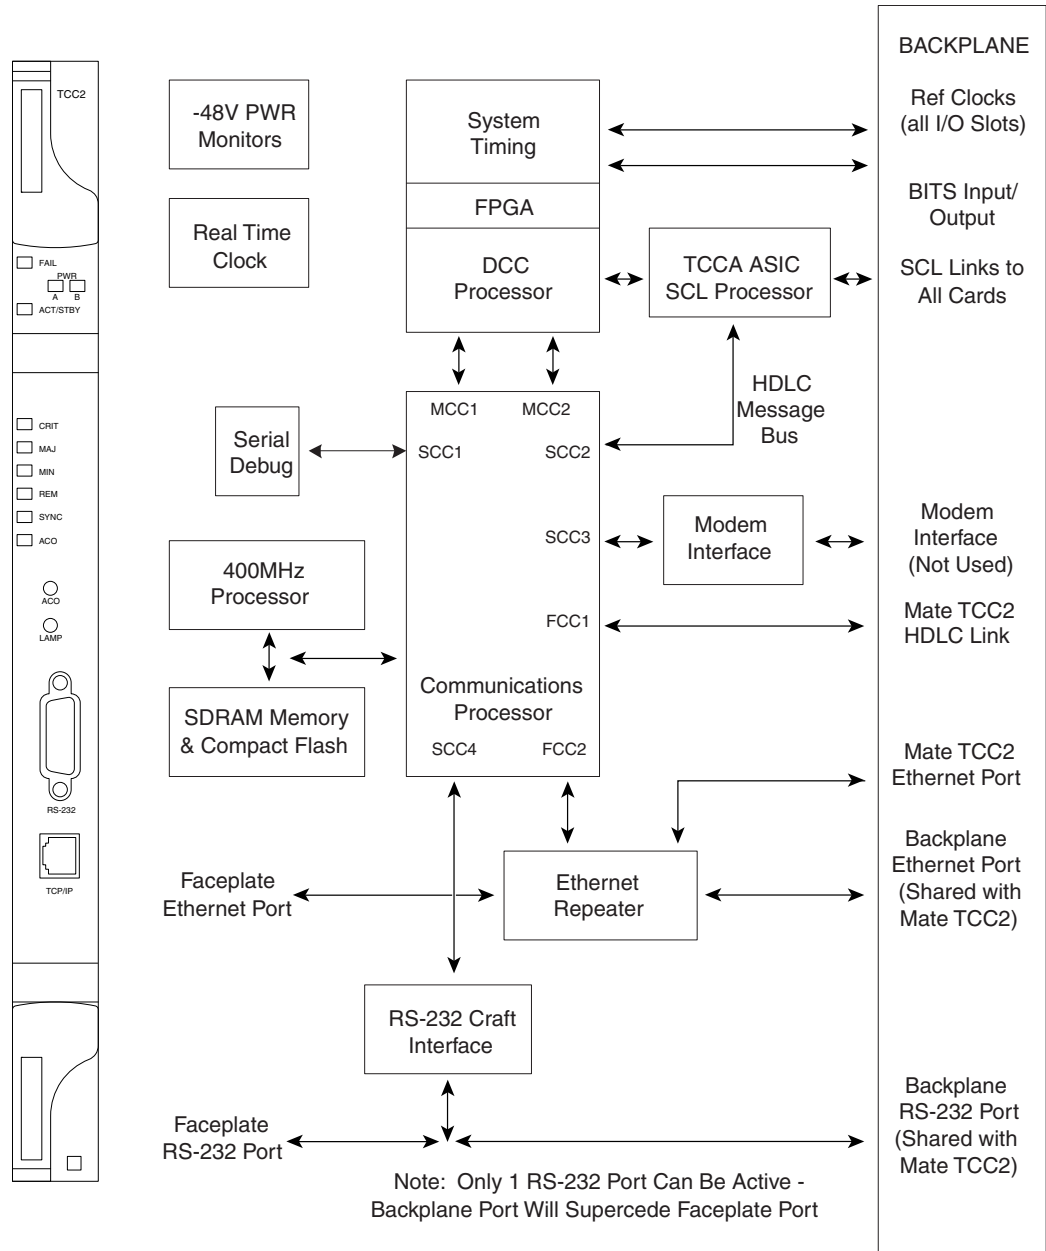 TCC2
FAIL
PWR
A B
ACT/STBY
CRIT
MAJ
MIN
REM
SYNC
ACO
ACO
LAMP
RS-232
TCP/IP
-48V PWR
Monitors
Real Time
Clock
System
Timing
FPGA
DCC
Processor
TCCA ASIC
SCL Processor
HDLC
Message
Bus
MCC1 MCC2
SCC1 SCC2
SCC3
FCC1
Communications
Processor
SCC4 FCC2
Serial
Debug
400MHz
Processor
SDRAM Memory
& Compact Flash
Modem
Interface
Faceplate
Ethernet Port
Ethernet
Repeater
RS-232 Craft
Interface
Faceplate
RS-232 Port
Note: Only 1 RS-232 Port Can Be Active -
Backplane Port Will Supercede Faceplate Port
BACKPLANE
Ref Clocks
(all I/O Slots)
BITS Input/
Output
SCL Links to
All Cards
Modem
Interface
(Not Used)
Mate TCC2
HDLC Link
Mate TCC2
Ethernet Port
Backplane
Ethernet Port
(Shared with
Mate TCC2)
Backplane
RS-232 Port
(Shared with
Mate TCC2)